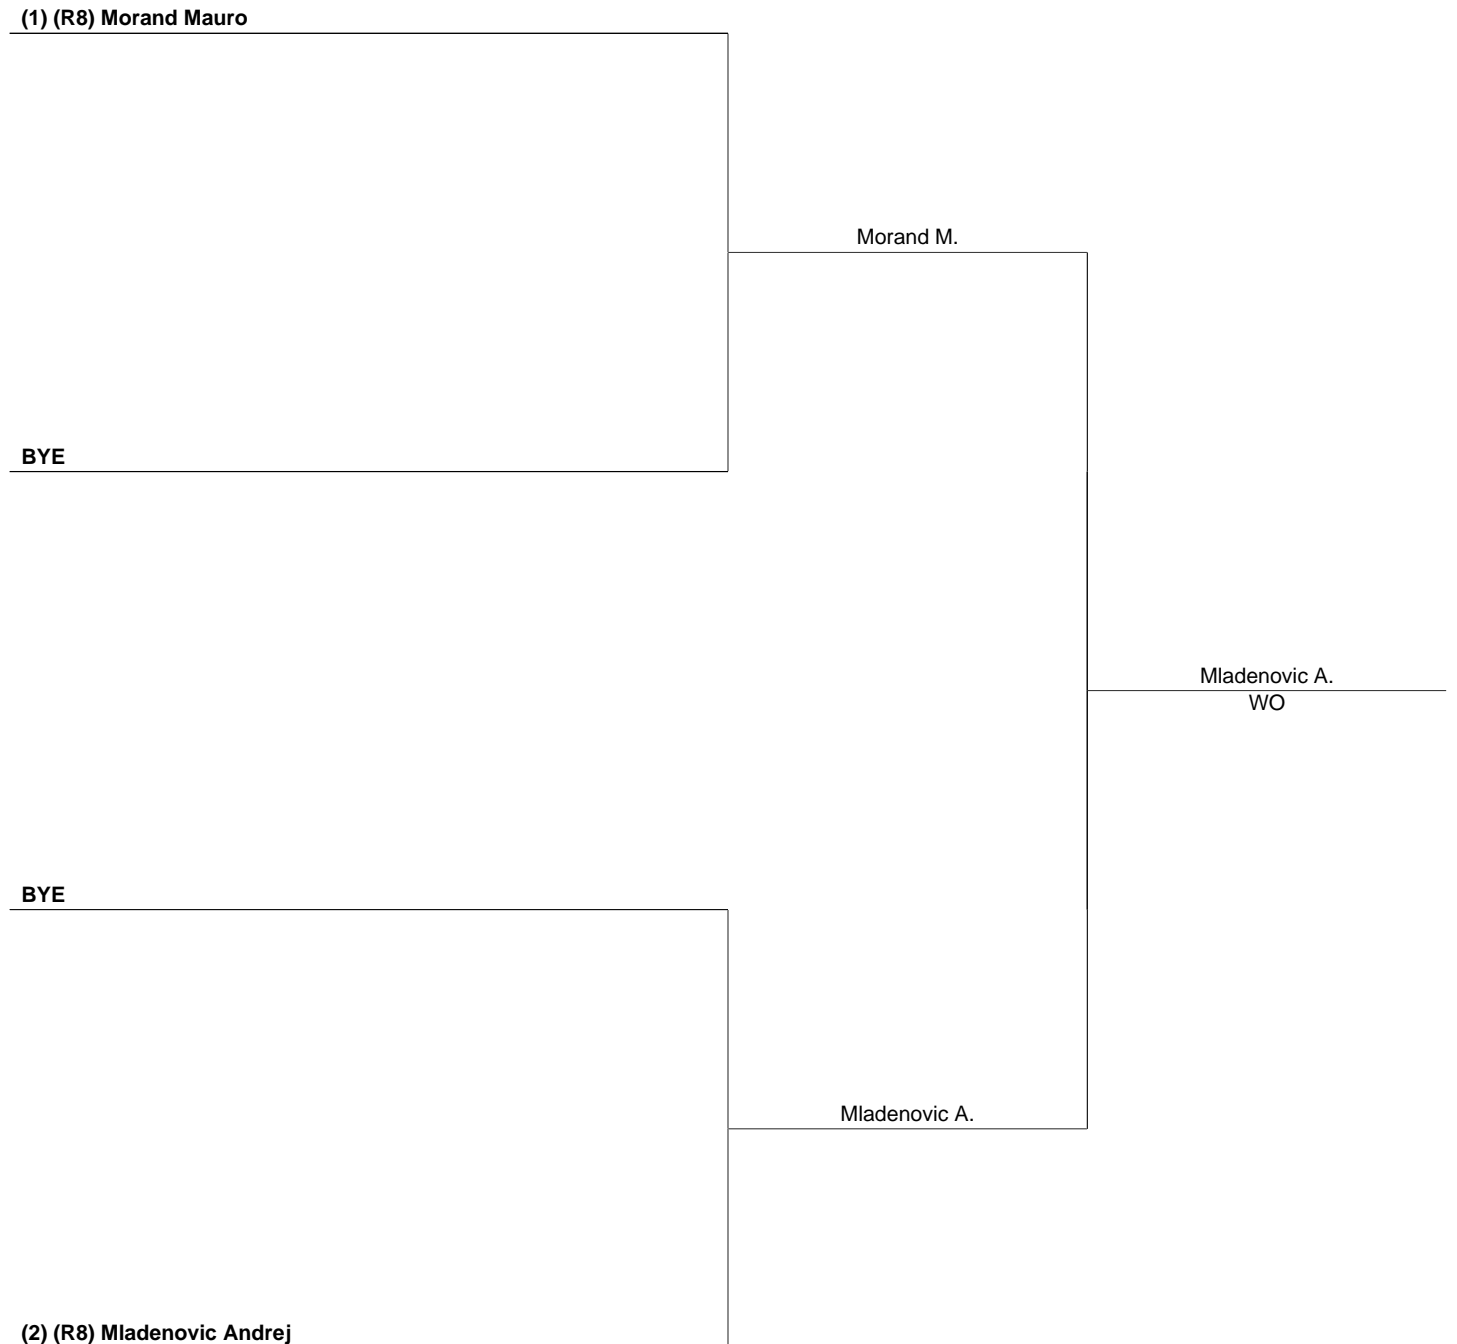 (1) (R8) Morand Mauro
Morand M.
BYE
Mladenovic A.
WO
BYE
Mladenovic A.
(2) (R8) Mladenovic Andrej